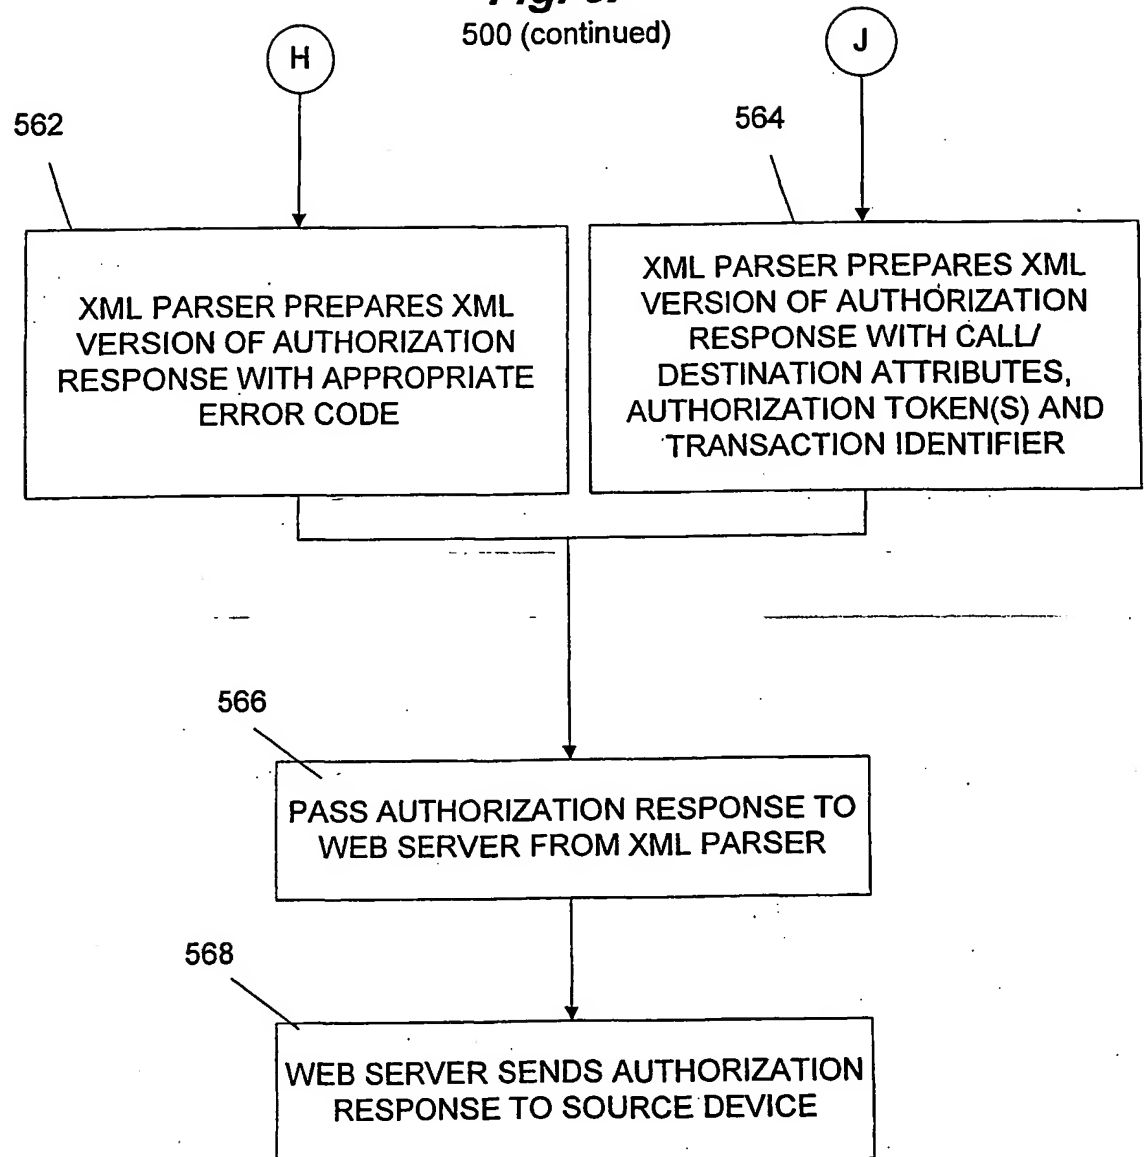 500 (continued)
H
J
562
564
XML PARSER PREPARES XML
VERSION OF AUTHORIZATION
RESPONSE WITH APPROPRIATE
ERROR CODE
XML PARSER PREPARES XML
VERSION OF AUTHORIZATION
RESPONSE WITH CALL/
DESTINATION ATTRIBUTES,
AUTHORIZATION TOKEN(S) AND
TRANSACTION IDENTIFIER
566
PASS AUTHORIZATION RESPONSE TO
WEB SERVER FROM XML PARSER
568
WEB SERVER SENDS AUTHORIZATION
RESPONSE TO SOURCE DEVICE